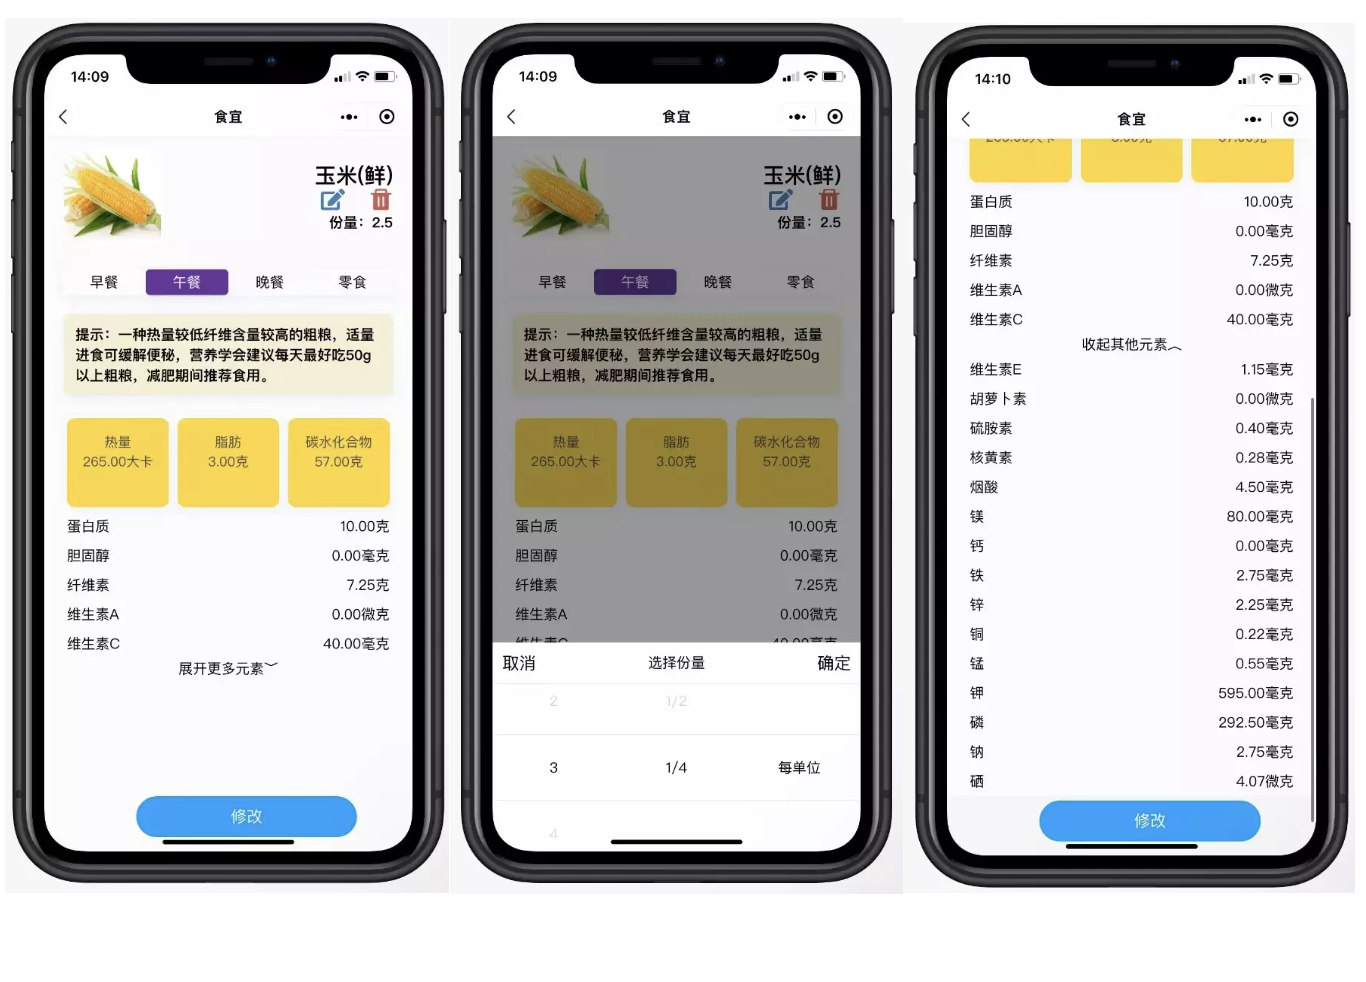 14:09
食宜
玉米(鲜)
份量：2.5
早餐 午餐 晚餐 零食
提示：一种热量较低纤维含量较高的粗粮，适量
进食可缓解便秘，营养学会建议每天最好吃50g
以上粗粮，减肥期间推荐食用。
热量 脂肪 碳水化合物
265.00大卡 3.00克 57.00克
蛋白质 10.00克
胆固醇 0.00毫克
纤维素 7.25克
维生素A 0.00微克
维生素C 40.00毫克
展开更多元素
修改
14:09
食宜
玉米(鲜)
份量：2.5
早餐 午餐 晚餐 零食
提示：一种热量较低纤维含量较高的粗粮，适量
进食可缓解便秘，营养学会建议每天最好吃50g
以上粗粮，减肥期间推荐食用。
热量 脂肪 碳水化合物
265.00大卡 3.00克 57.00克
蛋白质 10.00克
胆固醇 0.00毫克
纤维素 7.25克
维生素A 0.00微克
维生素C 40.00毫克
取消 选择份量 确定
2 1/2
3 1/4 每单位
4
14:10
食宜
265.00大卡 3.00克 57.00克
蛋白质 10.00克
胆固醇 0.00毫克
纤维素 7.25克
维生素A 0.00微克
维生素C 40.00毫克
收起其他元素
维生素E 1.15毫克
胡萝卜素 0.00微克
硫胺素 0.40毫克
核黄素 0.28毫克
烟酸 4.50毫克
镁 80.00毫克
钙 0.00毫克
铁 2.75毫克
锌 2.25毫克
铜 0.22毫克
锰 0.55毫克
钾 595.00毫克
磷 292.50毫克
钠 2.75毫克
硒 4.07微克
修改